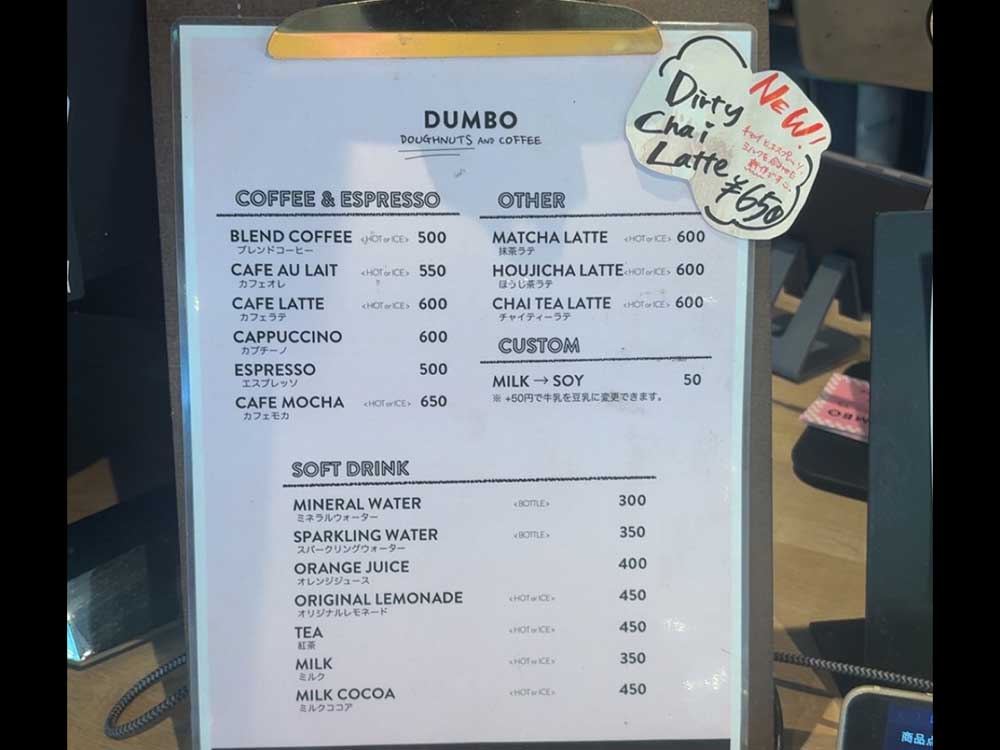 DUMBO
DOUGHNUTS AND COFFEE
NEW!
Dirty
Chai
Latte
¥650
COFFEE & ESPRESSO
BLEND COFFEE <HOT or ICE> 500
ブレンドコーヒー
CAFE AU LAIT <HOT or ICE> 550
カフェオレ
CAFE LATTE <HOT or ICE> 600
カフェラテ
CAPPUCCINO 600
カプチーノ
ESPRESSO 500
エスプレッソ
CAFE MOCHA <HOT or ICE> 650
カフェモカ
OTHER
MATCHA LATTE <HOT or ICE> 600
抹茶ラテ
HOUJICHA LATTE <HOT or ICE> 600
ほうじ茶ラテ
CHAI TEA LATTE <HOT or ICE> 600
チャイティーラテ
CUSTOM
MILK → SOY 50
※ +50円で牛乳を豆乳に変更できます。
SOFT DRINK
MINERAL WATER <BOTTLE> 300
ミネラルウォーター
SPARKLING WATER <BOTTLE> 350
スパークリングウォーター
ORANGE JUICE 400
オレンジジュース
ORIGINAL LEMONADE <HOT or ICE> 450
オリジナルレモネード
TEA <HOT or ICE> 450
紅茶
MILK <HOT or ICE> 350
ミルク
MILK COCOA <HOT or ICE> 450
ミルクココア
商品点